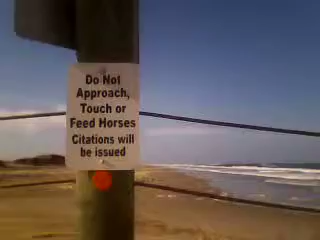 Do Not
Approach,
Touch or
Feed Horses
Citations will
be issued